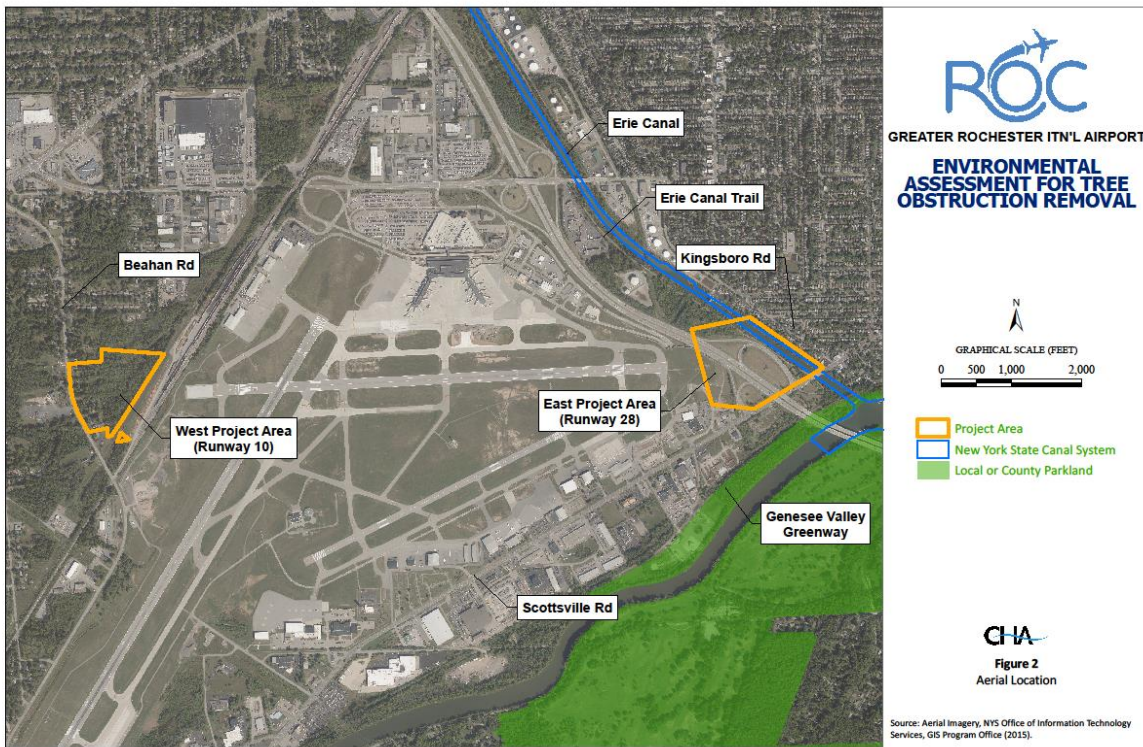 Erie Canal
Erie Canal Trail
Kingsboro Rd
Beahan Rd
West Project Area
(Runway 10)
East Project Area
(Runway 28)
Genesee Valley
Greenway
Scottsville Rd
ROC
GREATER ROCHESTER ITN'L AIRPORT
ENVIRONMENTAL
ASSESSMENT FOR TREE
OBSTRUCTION REMOVAL
N
GRAPHICAL SCALE (FEET)
0 500 1,000 2,000
Project Area
New York State Canal System
Local or County Parkland
CHA
Figure 2
Aerial Location
Source: Aerial Imagery, NYS Office of Information Technology
Services, GIS Program Office (2015).